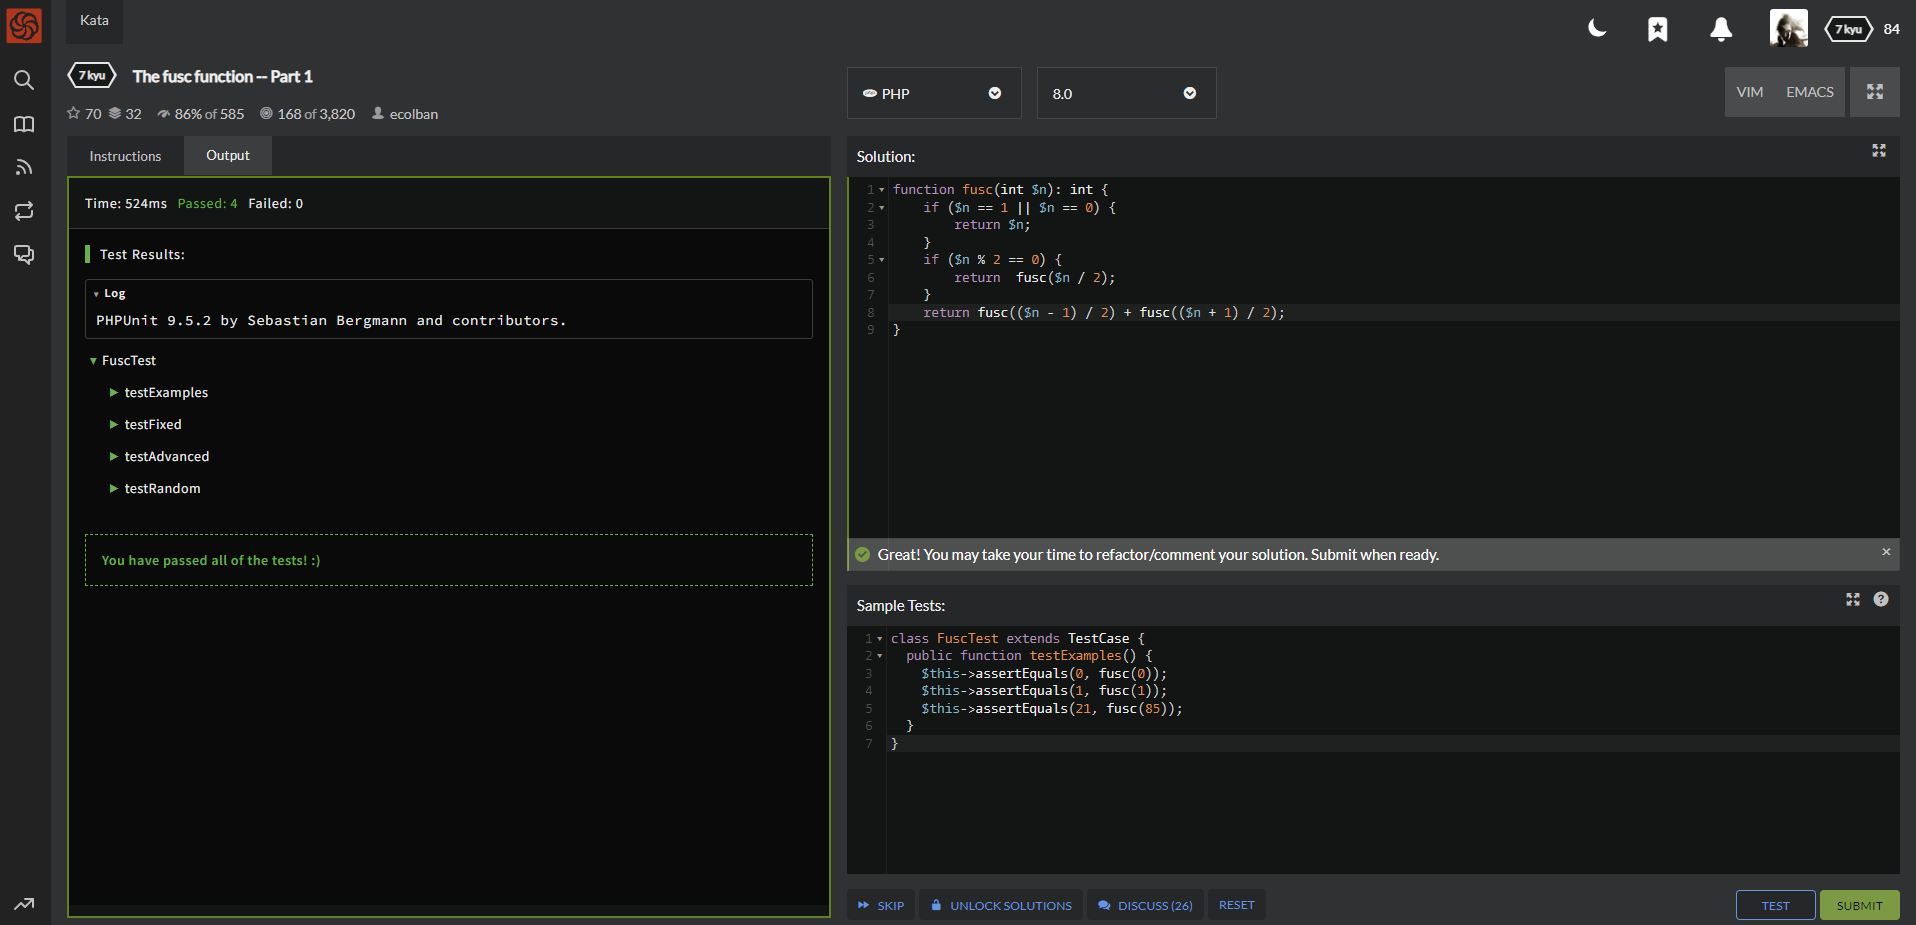 Kata
7 kyu
84
7 kyu
The fusc function -- Part 1
70
32
86% of 585
168 of 3,820
ecolban
php
PHP
8.0
VIM
EMACS
Instructions
Output
Time: 524ms Passed: 4 Failed: 0
Test Results:
Log
PHPUnit 9.5.2 by Sebastian Bergmann and contributors.
FuscTest
testExamples
testFixed
testAdvanced
testRandom
You have passed all of the tests! :)
Solution:
1 function fusc(int $n): int {
2     if ($n == 1 || $n == 0) {
3         return $n;
4     }
5     if ($n % 2 == 0) {
6         return  fusc($n / 2);
7     }
8     return fusc(($n - 1) / 2) + fusc(($n + 1) / 2);
9 }
Great! You may take your time to refactor/comment your solution. Submit when ready.
×
Sample Tests:
?
1 class FuscTest extends TestCase {
2   public function testExamples() {
3     $this->assertEquals(0, fusc(0));
4     $this->assertEquals(1, fusc(1));
5     $this->assertEquals(21, fusc(85));
6   }
7 }
SKIP
UNLOCK SOLUTIONS
DISCUSS (26)
RESET
TEST
SUBMIT